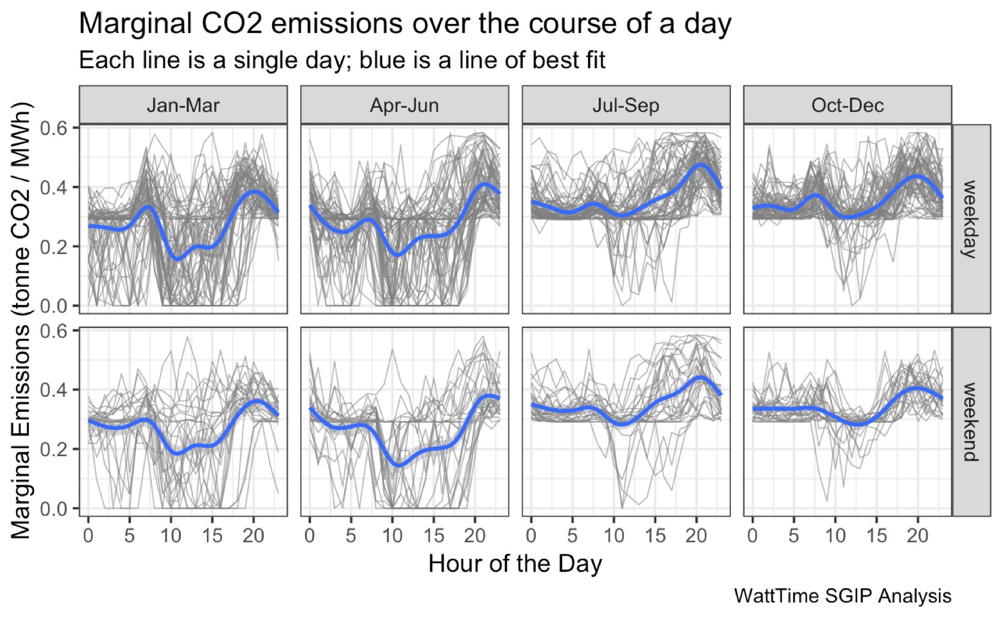 Marginal CO2 emissions over the course of a day
Each line is a single day; blue is a line of best fit
Jan-Mar Apr-Jun Jul-Sep Oct-Dec
Marginal Emissions (tonne CO2 / MWh)
0.6
0.4
0.2
0.0
weekday
0.6
0.4
0.2
0.0
weekend
0 5 10 15 20 0 5 10 15 20 0 5 10 15 20 0 5 10 15 20
Hour of the Day
WattTime SGIP Analysis